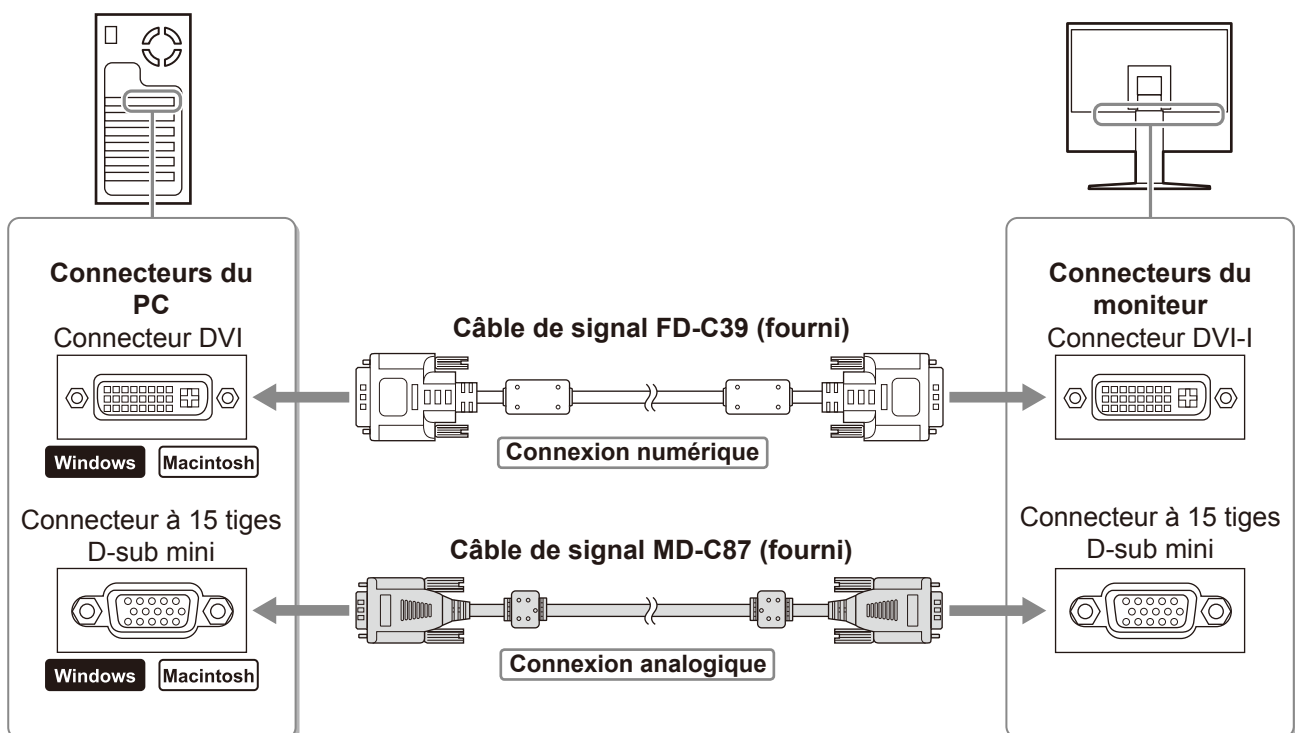 Connecteurs du
PC
Connecteur DVI
Windows Macintosh
Connecteur à 15 tiges
D-sub mini
Windows Macintosh
Câble de signal FD-C39 (fourni)
Connexion numérique
Câble de signal MD-C87 (fourni)
Connexion analogique
Connecteurs du
moniteur
Connecteur DVI-I
Connecteur à 15 tiges
D-sub mini